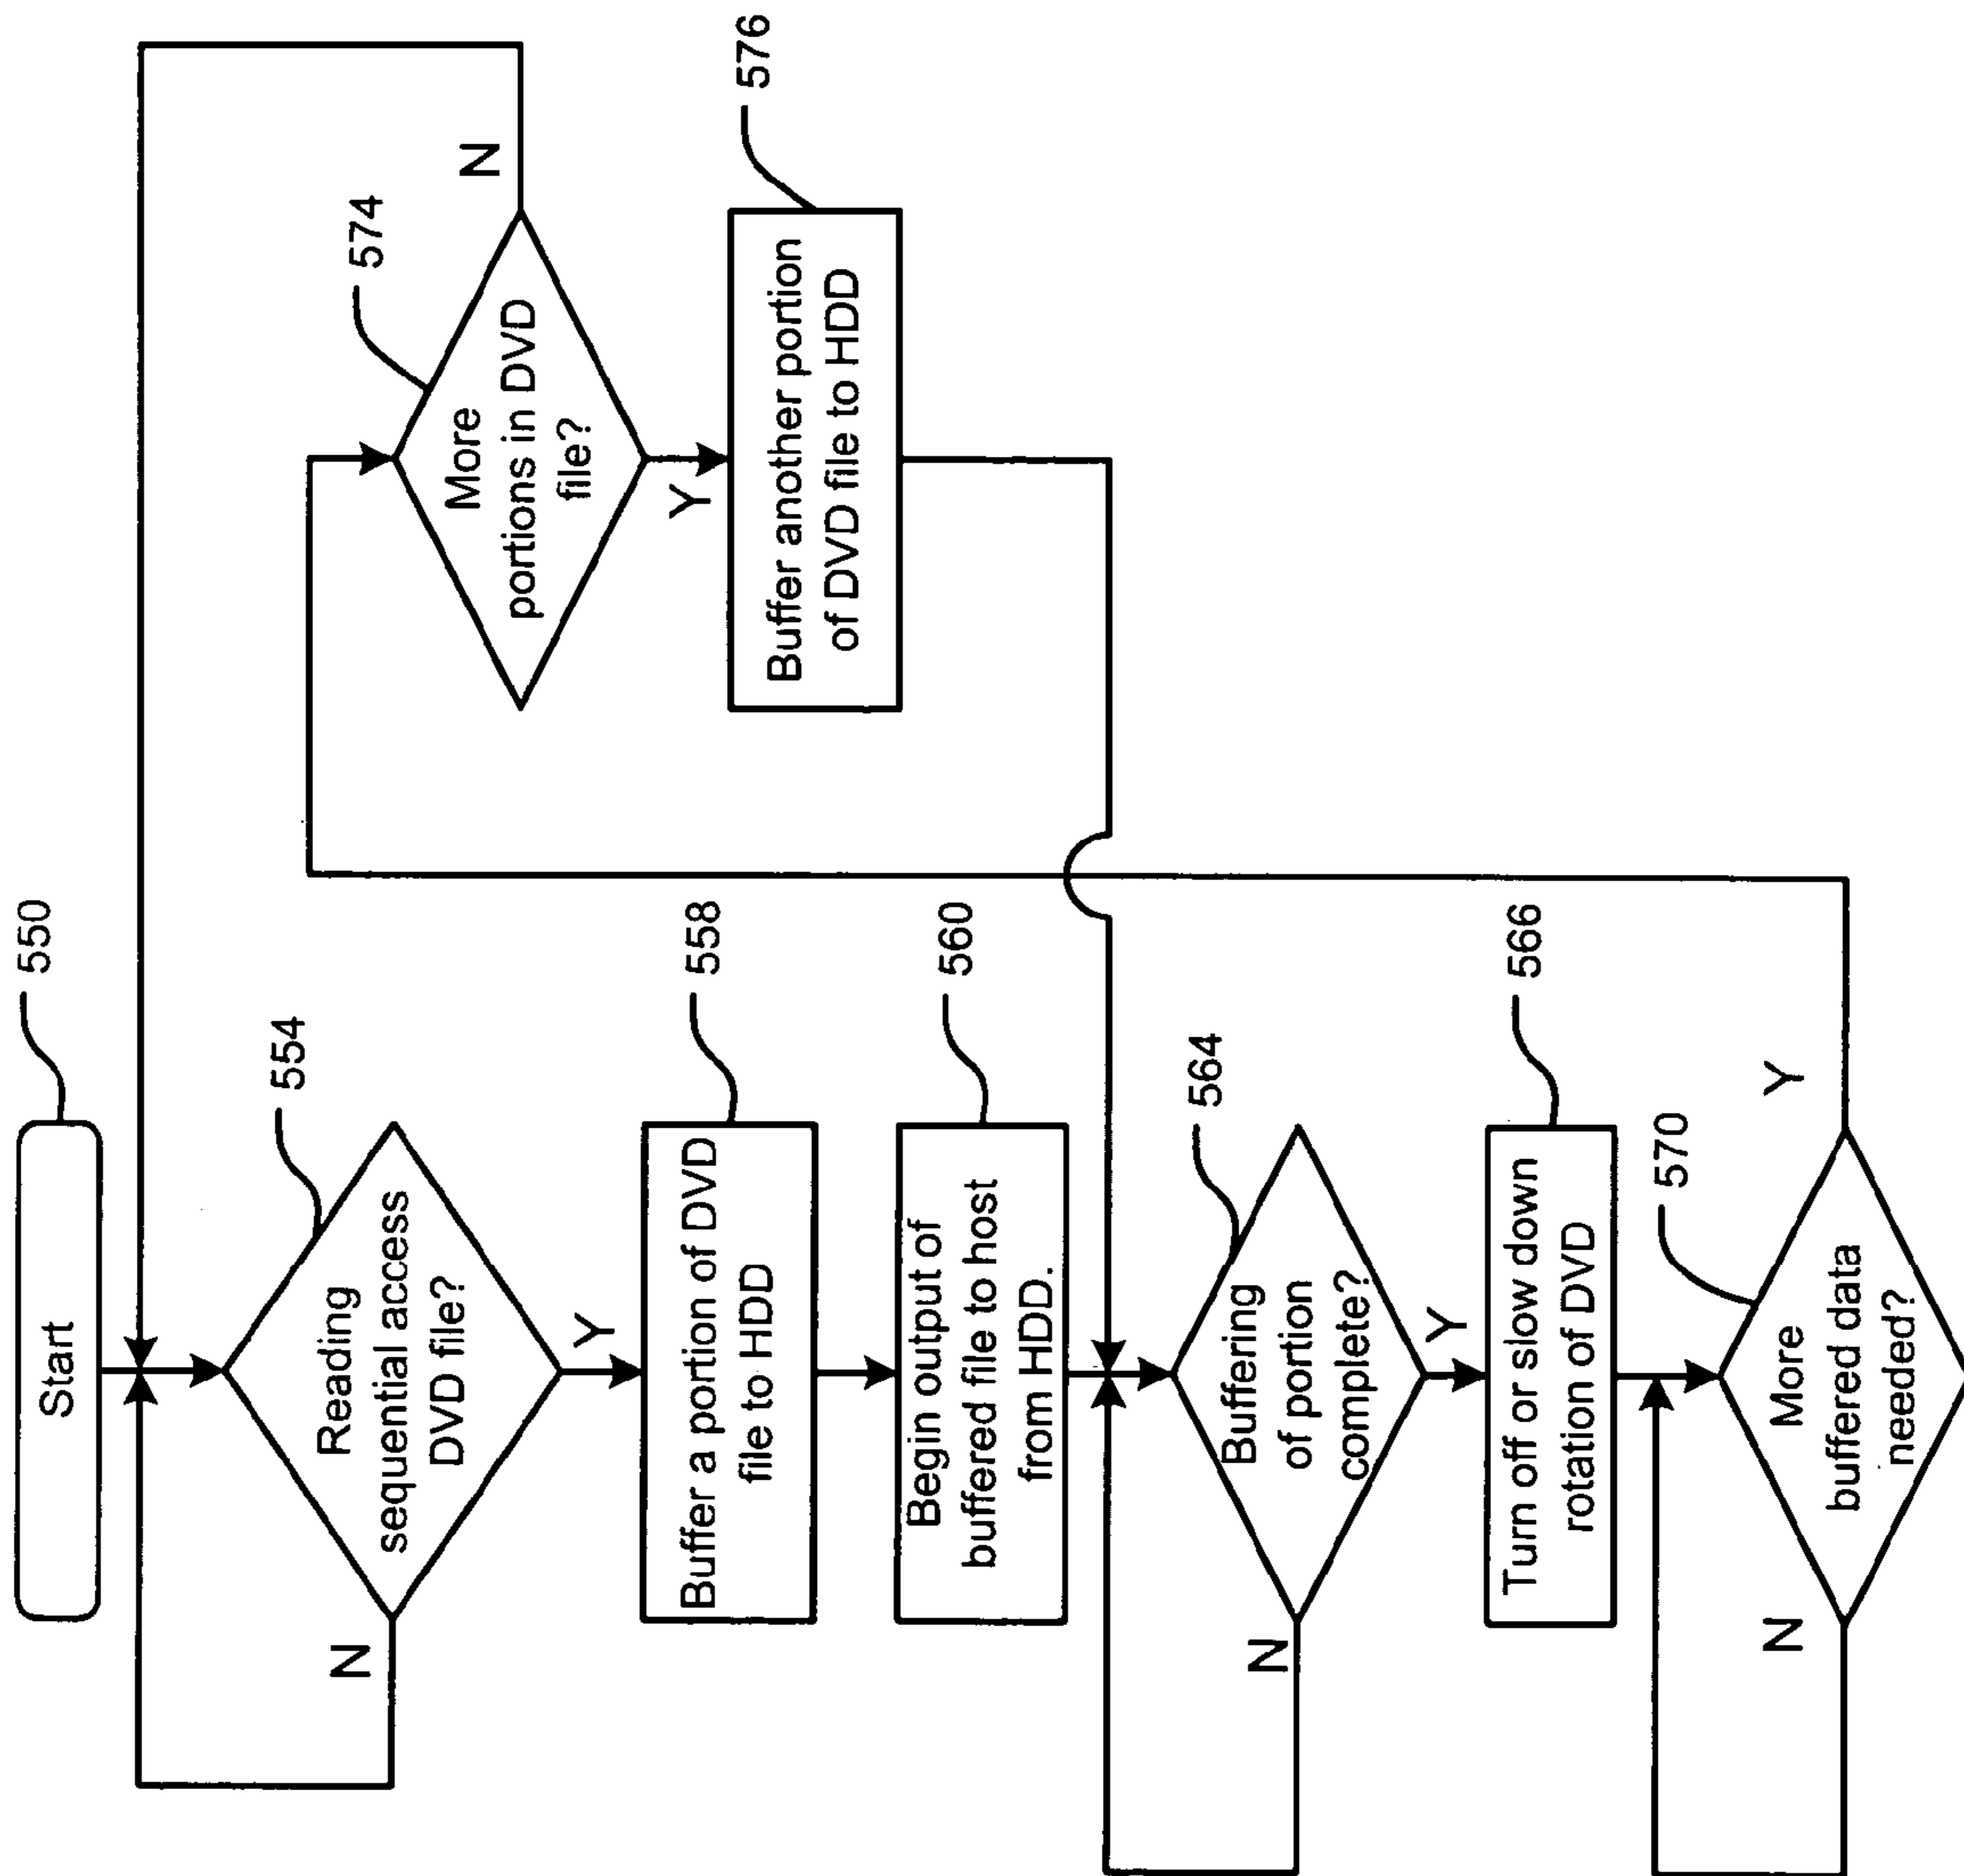 Start
550
Reading
sequential access
DVD file?
554
N
Y
Buffer a portion of DVD
file to HDD
558
Begin output of
buffered file to host
from HDD.
560
Buffering
of portion
complete?
564
N
Y
Turn off or slow down
rotation of DVD
566
More
buffered data
needed?
570
N
Y
More
portions in DVD
file?
574
N
Y
Buffer another portion
of DVD file to HDD
576